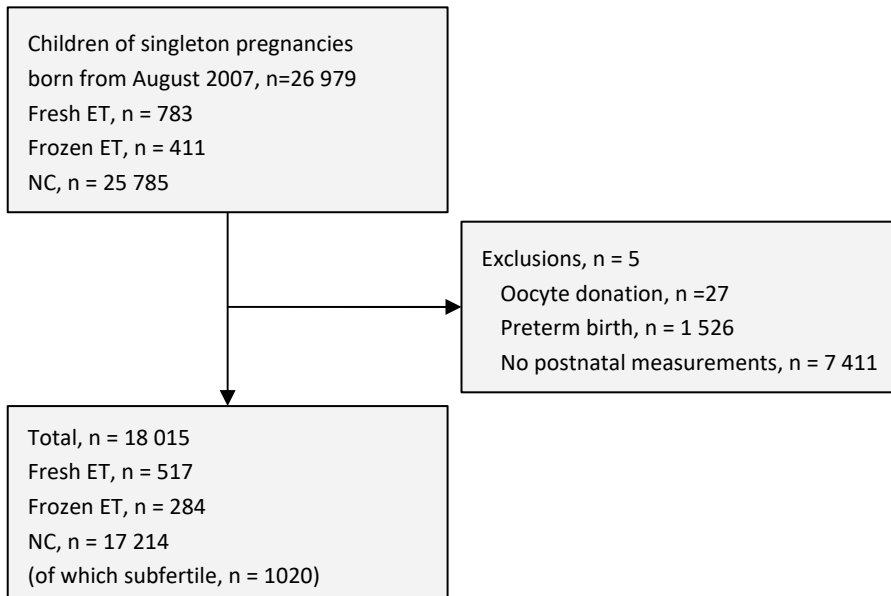 Children of singleton pregnancies
born from August 2007, n=26 979
Fresh ET, n = 783
Frozen ET, n = 411
NC, n = 25 785
Exclusions, n = 5
Oocyte donation, n =27
Preterm birth, n = 1 526
No postnatal measurements, n = 7 411
Total, n = 18 015
Fresh ET, n = 517
Frozen ET, n = 284
NC, n = 17 214
(of which subfertile, n = 1020)